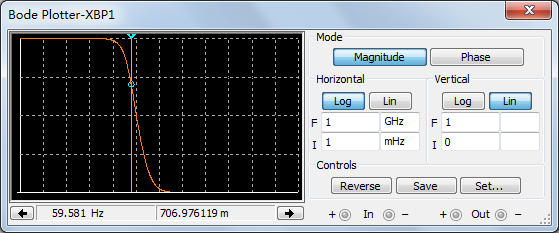 Bode Plotter-XBP1
Mode
Magnitude Phase
Horizontal Vertical
Log Lin Log Lin
F 1 GHz F 1
I 1 mHz I 0
Controls
Reverse Save Set...
59.581 Hz 706.976119 m
+ In − + Out −